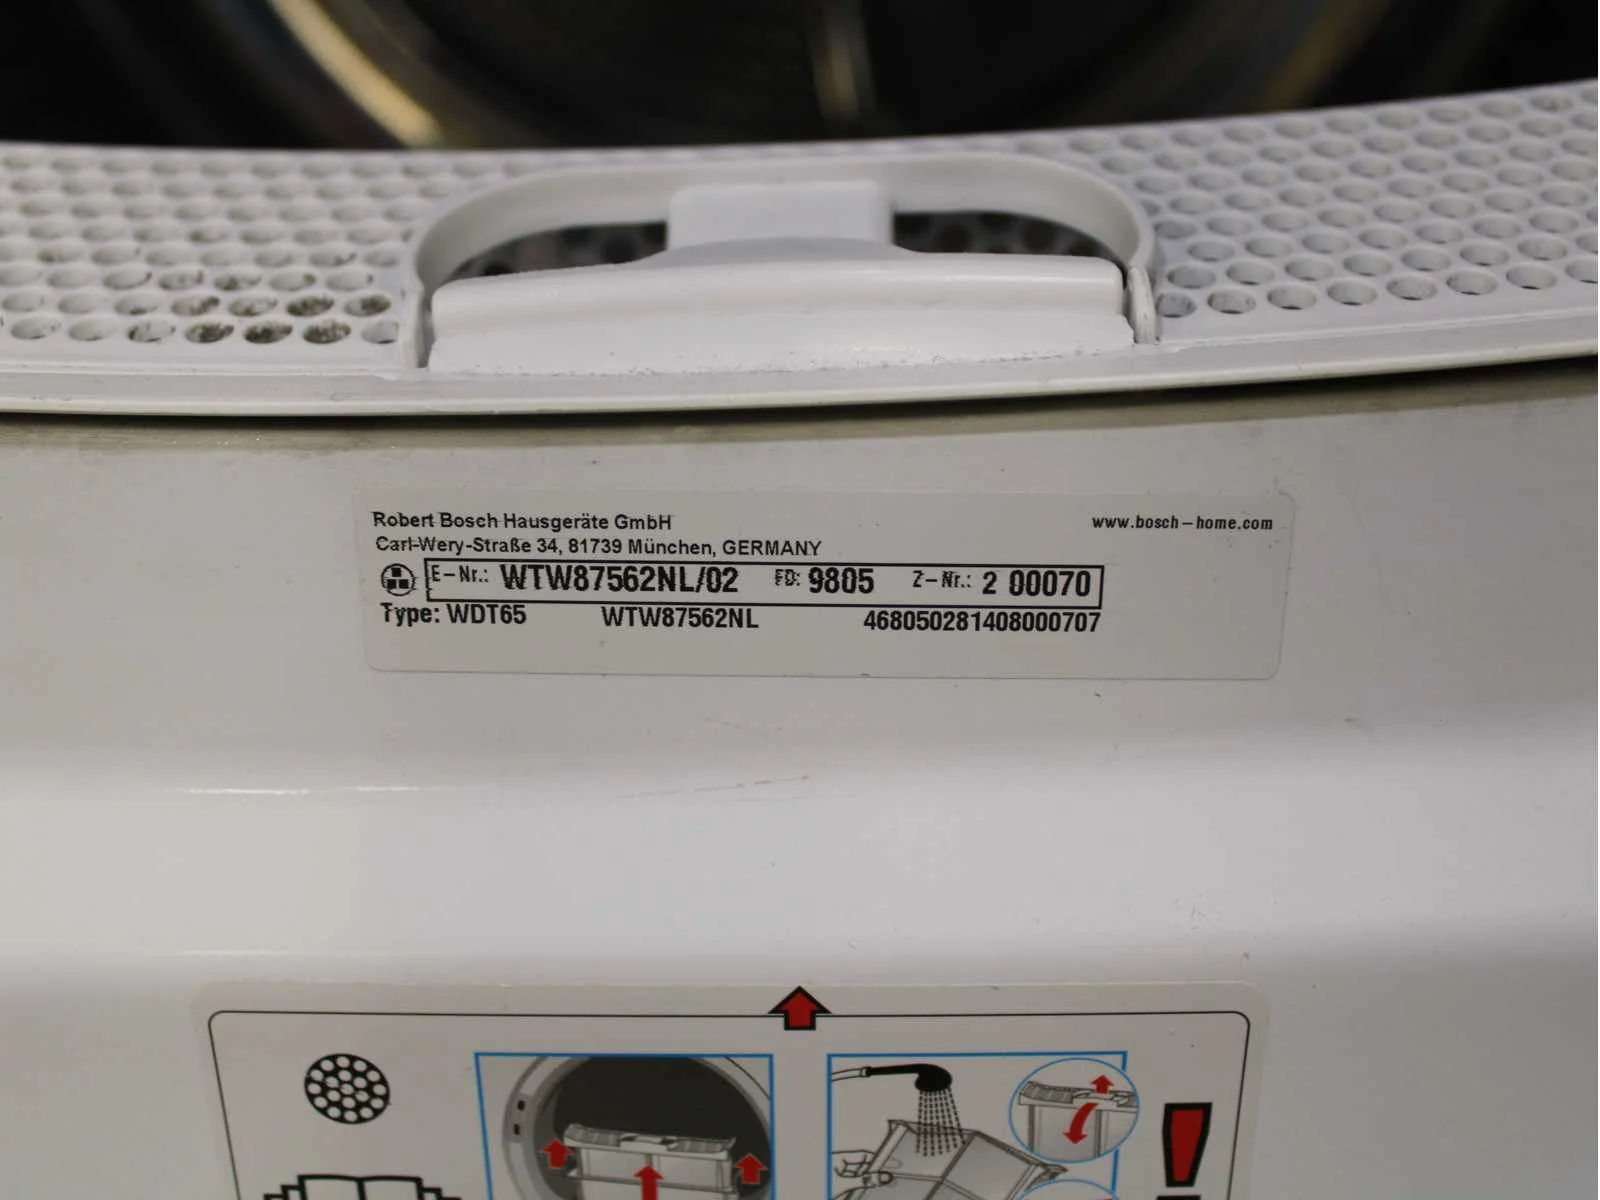 Robert Bosch Hausgeräte GmbH www.bosch-home.com
Carl-Wery-Straße 34, 81739 München, GERMANY
E-Nr.: WTW87562NL/02 FD: 9805 Z-Nr.: 2 00070
Type: WDT65 WTW87562NL 468050281408000707